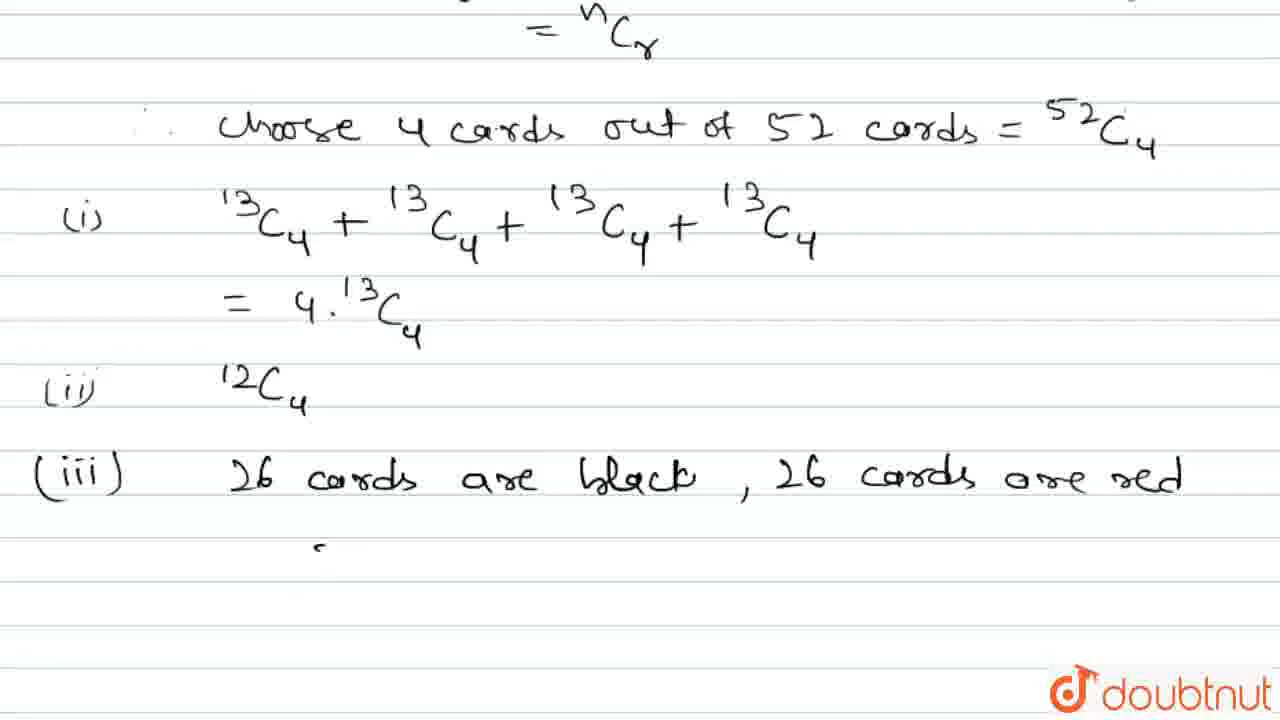 = ⁿCᵣ
choose 4 cards out of 52 cards = ⁵²C₄
(i) ¹³C₄ + ¹³C₄ + ¹³C₄ + ¹³C₄
= 4 · ¹³C₄
(ii) ¹²C₄
(iii) 26 cards are black, 26 cards are red
doubtnut